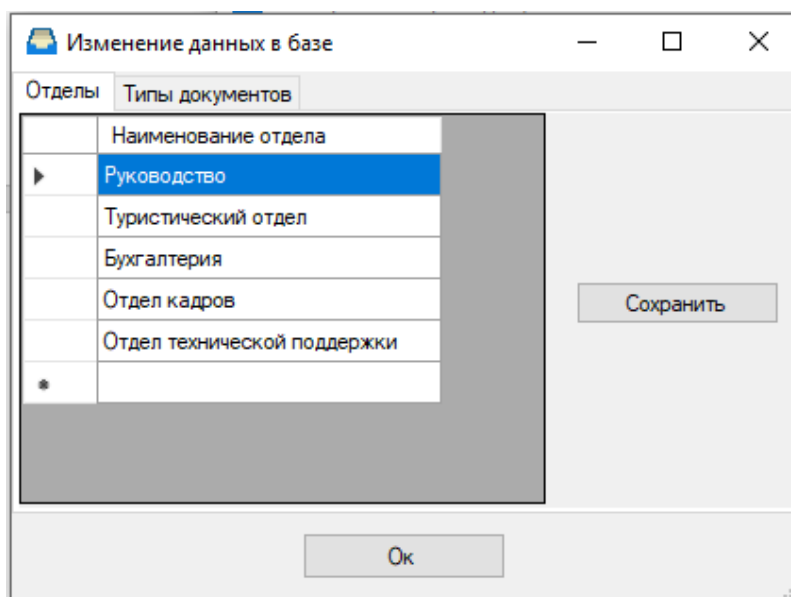 Изменение данных в базе
Отделы Типы документов
Наименование отдела
Руководство
Туристический отдел
Бухгалтерия
Отдел кадров
Сохранить
Отдел технической поддержки
Ок